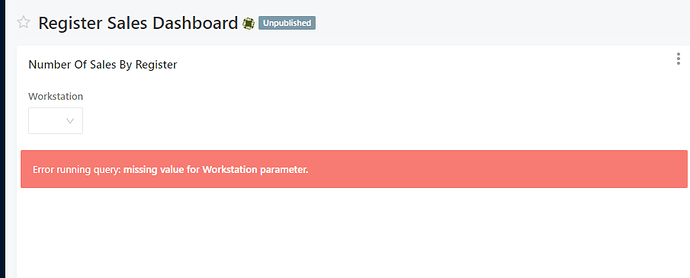 Register Sales Dashboard Unpublished
Number Of Sales By Register
Workstation
Error running query: missing value for Workstation parameter.